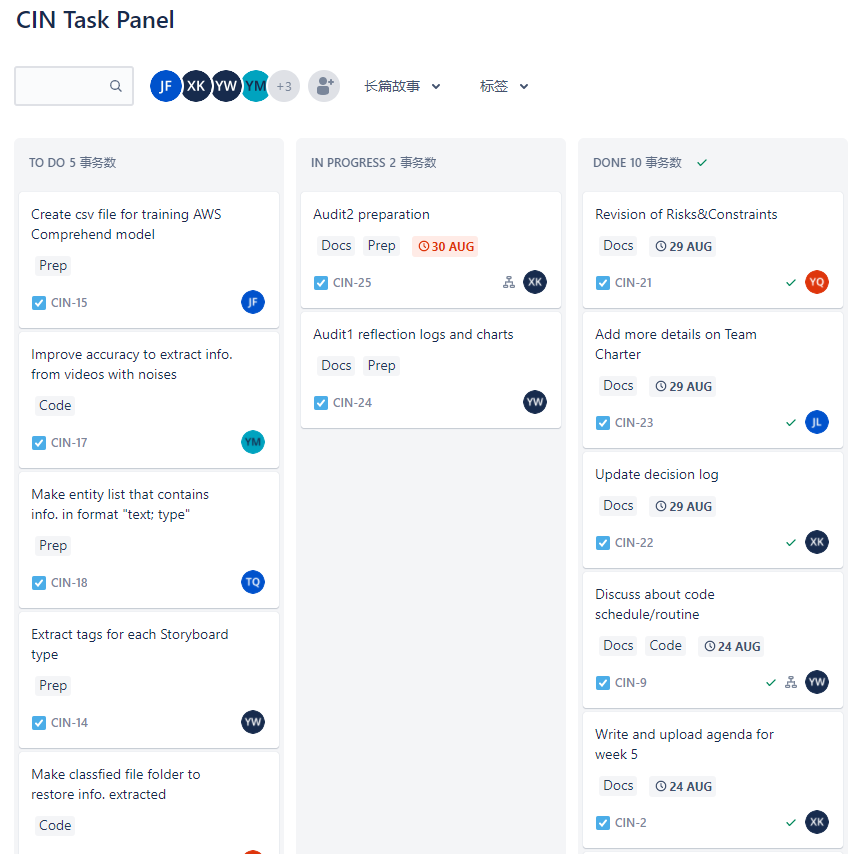 CIN Task Panel
JF XK YW YM +3 长篇故事 标签
TO DO 5 事务数
Create csv file for training AWS
Comprehend model
Prep
CIN-15 JF
Improve accuracy to extract info.
from videos with noises
Code
CIN-17 YM
Make entity list that contains
info. in format "text; type"
Prep
CIN-18 TQ
Extract tags for each Storyboard
type
Prep
CIN-14 YW
Make classfied file folder to
restore info. extracted
Code
IN PROGRESS 2 事务数
Audit2 preparation
Docs Prep 30 AUG
CIN-25 XK
Audit1 reflection logs and charts
Docs Prep
CIN-24 YW
DONE 10 事务数
Revision of Risks&Constraints
Docs 29 AUG
CIN-21 YQ
Add more details on Team
Charter
Docs 29 AUG
CIN-23 JL
Update decision log
Docs 29 AUG
CIN-22 XK
Discuss about code
schedule/routine
Docs Code 24 AUG
CIN-9 YW
Write and upload agenda for
week 5
Docs 24 AUG
CIN-2 XK